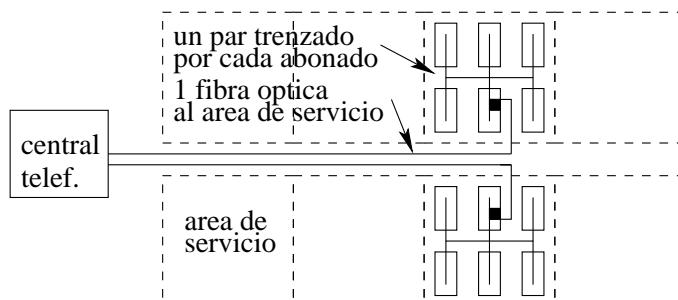 un par trenzado
por cada abonado
1 fibra optica
al area de servicio
central
telef.
area de
servicio